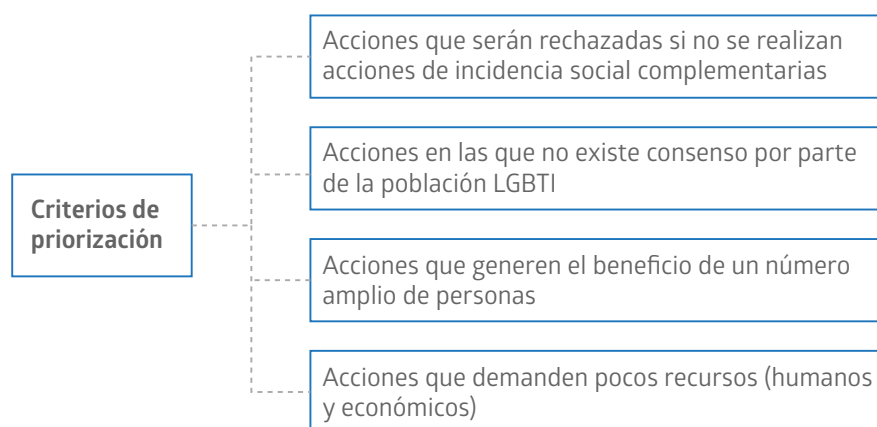 Acciones que serán rechazadas si no se realizan
acciones de incidencia social complementarias
Acciones en las que no existe consenso por parte
de la población LGBTI
Criterios de
priorización
Acciones que generen el beneficio de un número
amplio de personas
Acciones que demanden pocos recursos (humanos
y económicos)